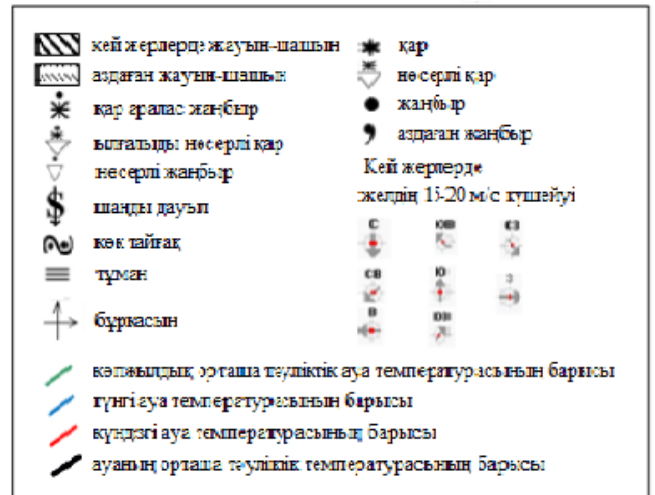 кей жерлерде жауын-шашын
аздаған жауын-шашын
қар аралас жаңбыр
ылғалды нөсерлі қар
нөсерлі жаңбыр
шаңды дауыл
көк тайғақ
тұман
бұрқасын
қар
нөсерлі қар
жаңбыр
аздаған жаңбыр
Кей жерлерде
желдің 15-20 м/с күшейуі
С ЮВ СЗ
СВ Ю З
В ЮЗ
көпжылдық орташа тәуліктік ауа температурасының барысы
түнгі ауа температурасының барысы
күндізгі ауа температурасының барысы
ауаның орташа тәуліктік температурасының барысы